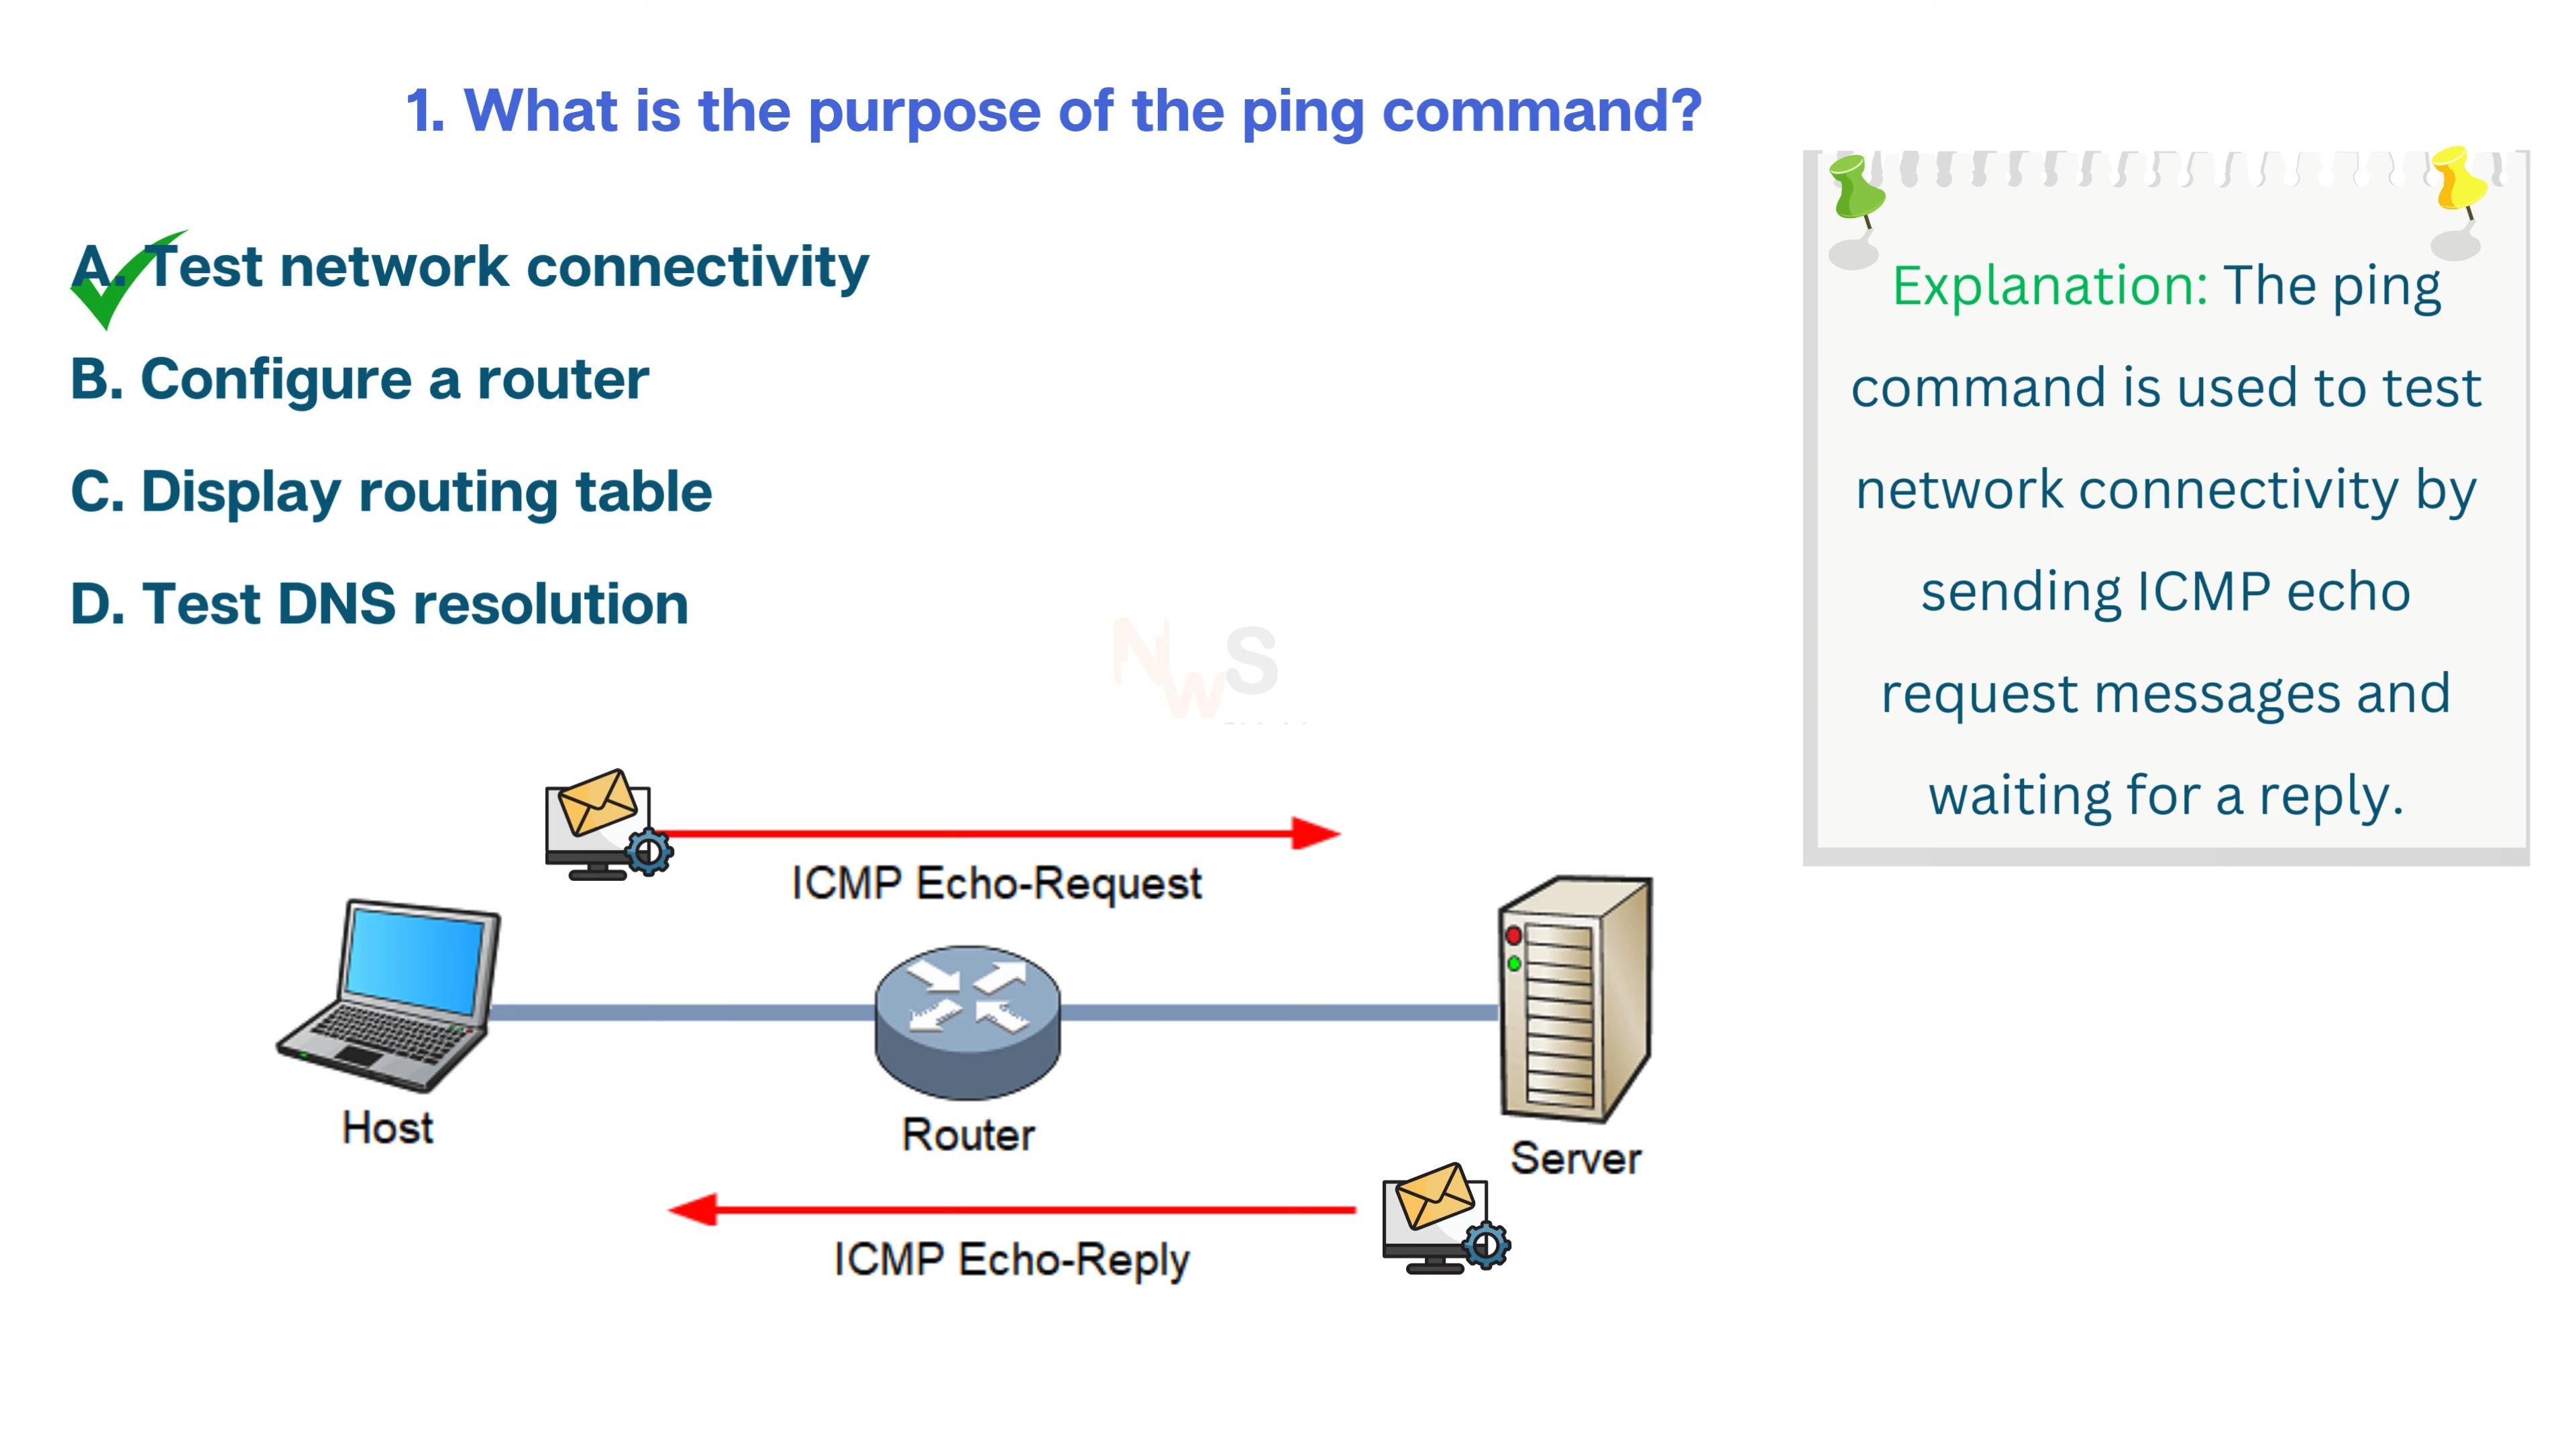 1. What is the purpose of the ping command?
A. Test network connectivity
B. Configure a router
C. Display routing table
D. Test DNS resolution
Explanation: The ping
command is used to test
network connectivity by
sending ICMP echo
request messages and
waiting for a reply.
NWS
ICMP Echo-Request
Host
Router
Server
ICMP Echo-Reply